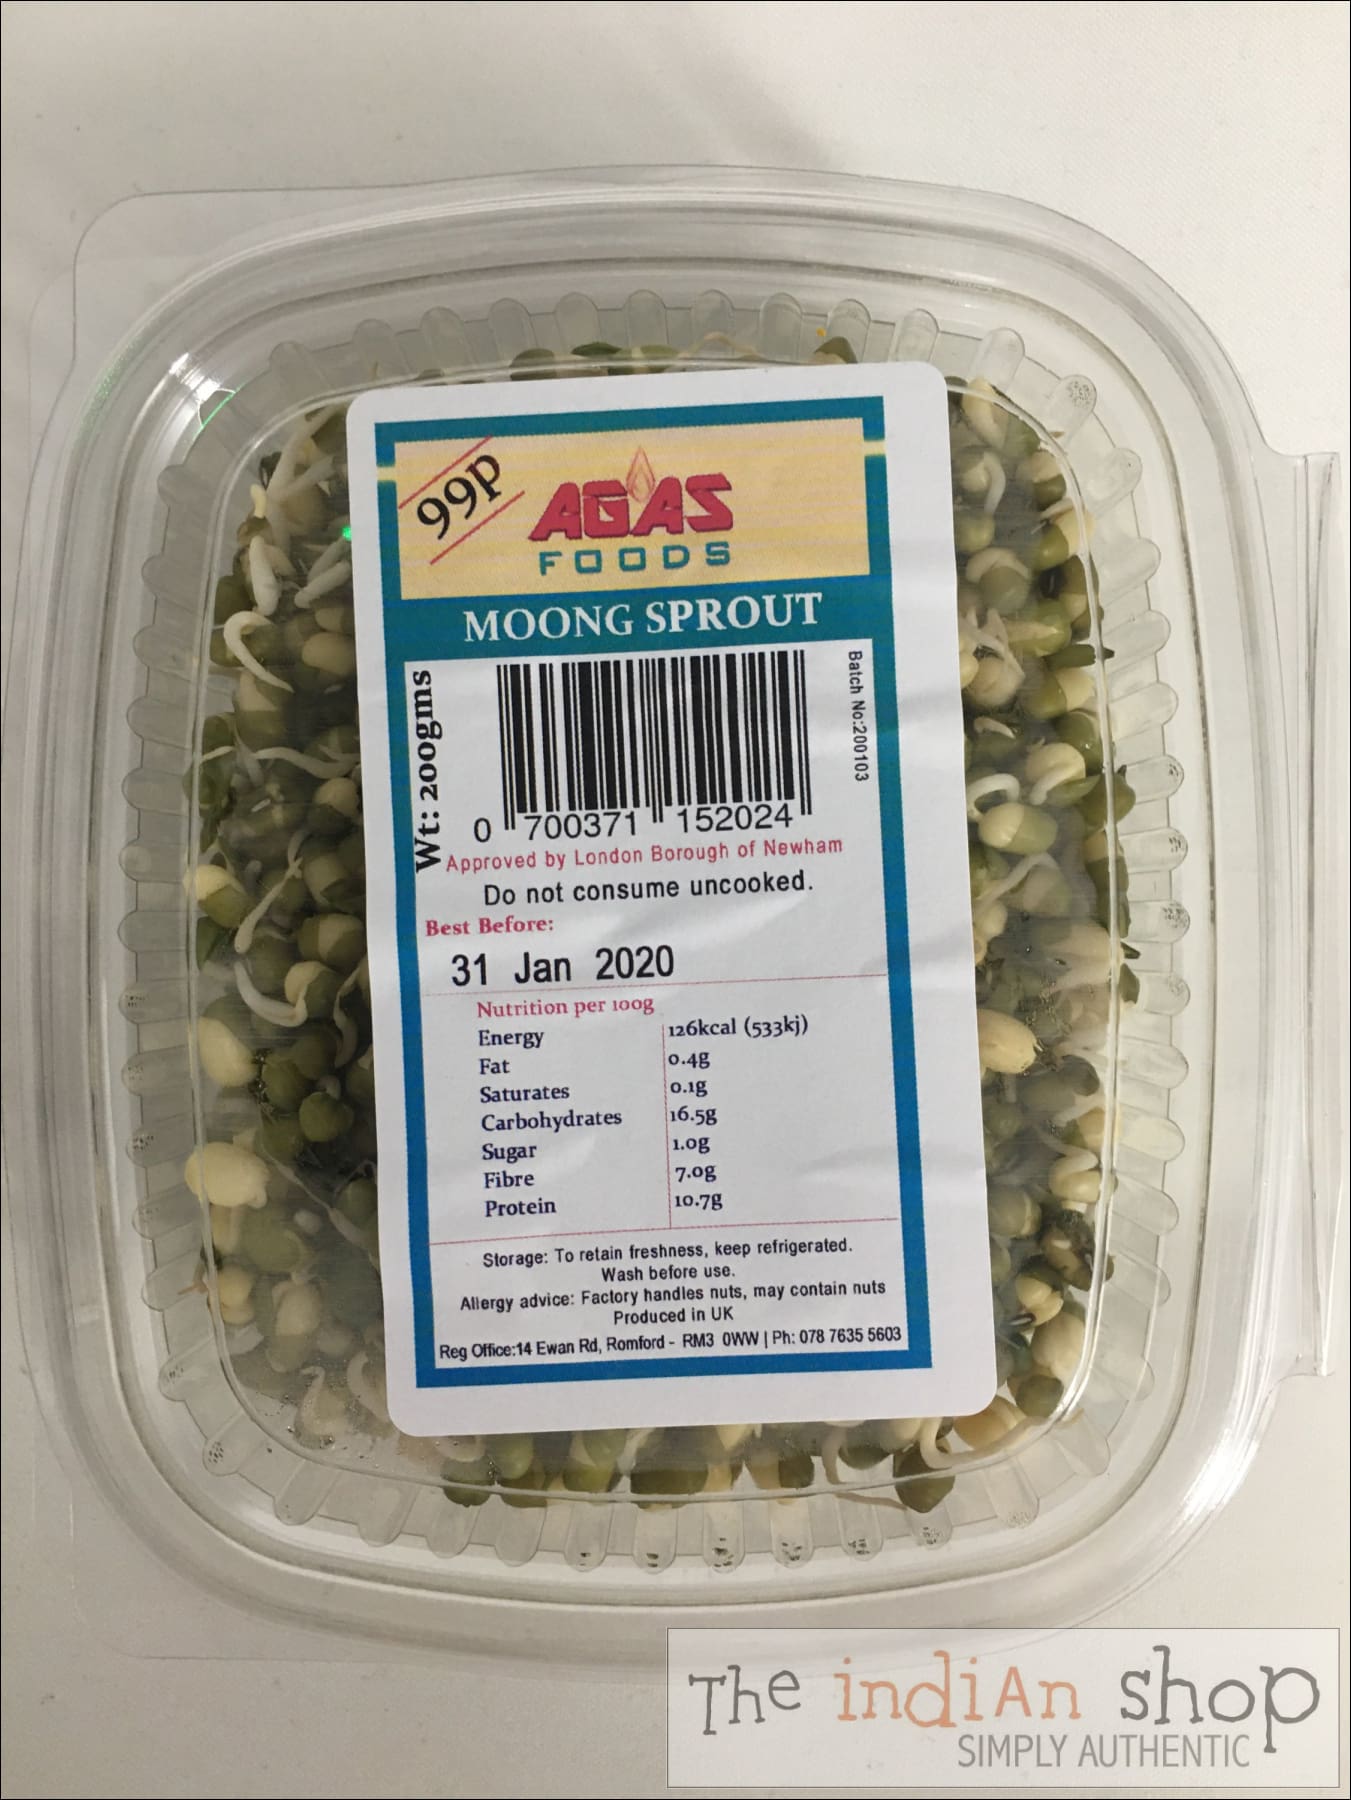 99p
AGAS
FOODS
MOONG SPROUT
Wt: 200gms
Batch No:200103
0 700371 152024
Approved by London Borough of Newham
Do not consume uncooked.
Best Before:
31 Jan 2020
Nutrition per 100g
Energy 126kcal (533kj)
Fat 0.4g
Saturates 0.1g
Carbohydrates 16.5g
Sugar 1.0g
Fibre 7.0g
Protein 10.7g
Storage: To retain freshness, keep refrigerated.
Wash before use.
Allergy advice: Factory handles nuts, may contain nuts
Produced in UK
Reg Office:14 Ewan Rd, Romford - RM3 0WW | Ph: 078 7635 5603
The indiAn shop
SIMPLY AUTHENTIC